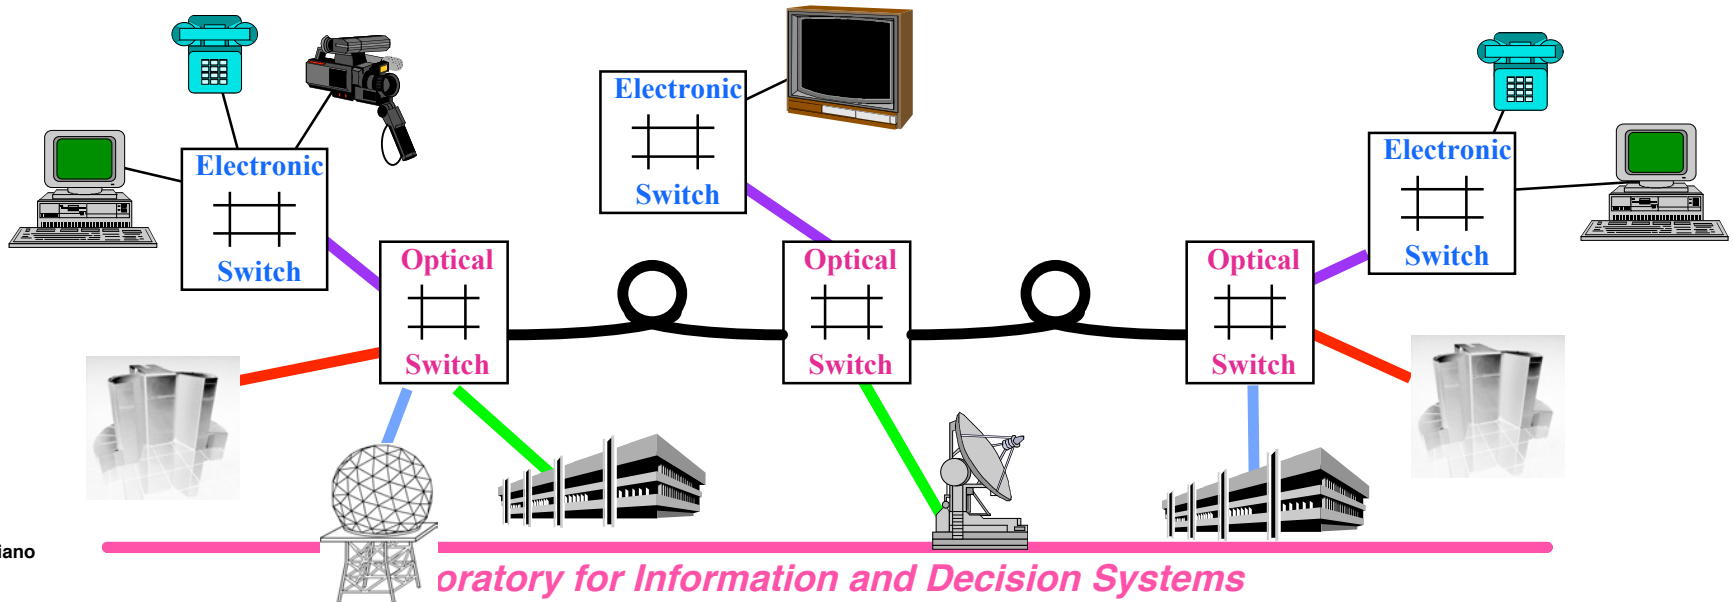 Electronic
Switch
Electronic
Switch
Electronic
Switch
Optical
Switch
Optical
Switch
Optical
Switch
iano
oratory for Information and Decision Systems